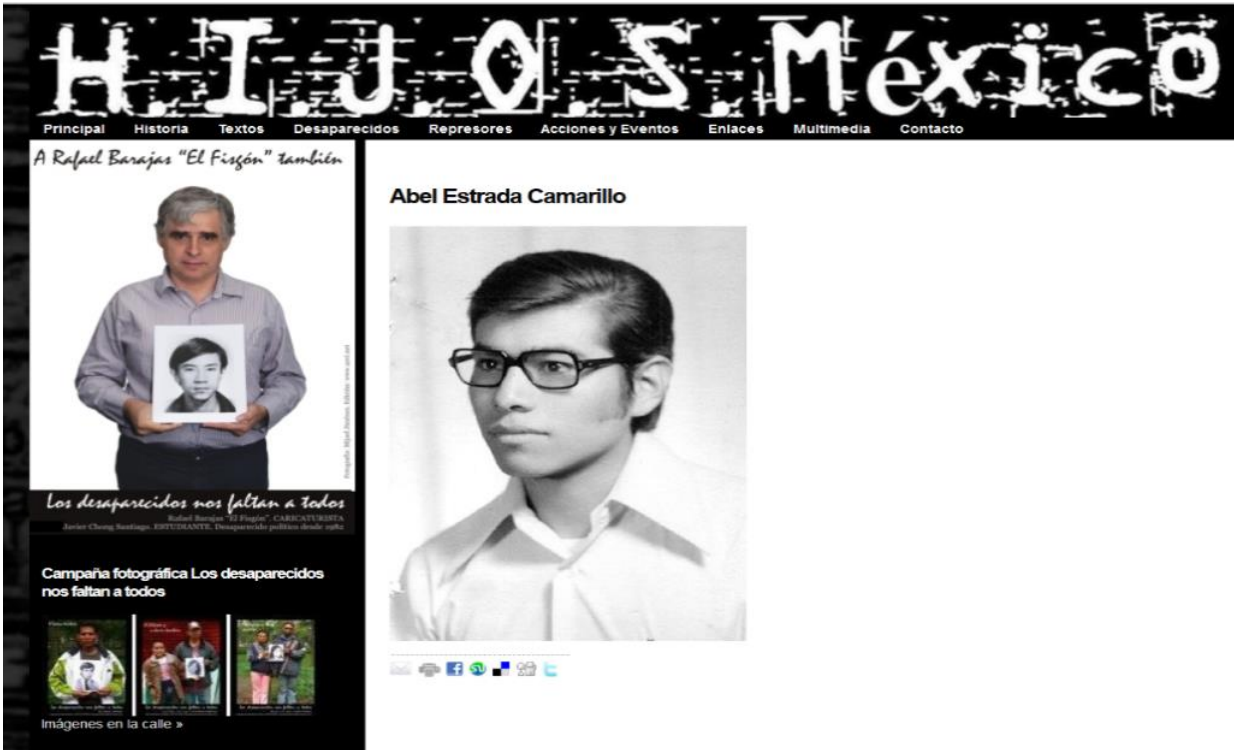 H.I.J.O.S. México
Principal Historia Textos Desaparecidos Represores Acciones y Eventos Enlaces Multimedia Contacto
A Rafael Barajas "El Fisgón" también
Los desaparecidos nos faltan a todos
Rafael Barajas "El Fisgón". CARICATURISTA
Javier Chong Santiago. ESTUDIANTE. Desaparecido político desde 1982
Campaña fotográfica Los desaparecidos
nos faltan a todos
Imágenes en la calle »
Abel Estrada Camarillo